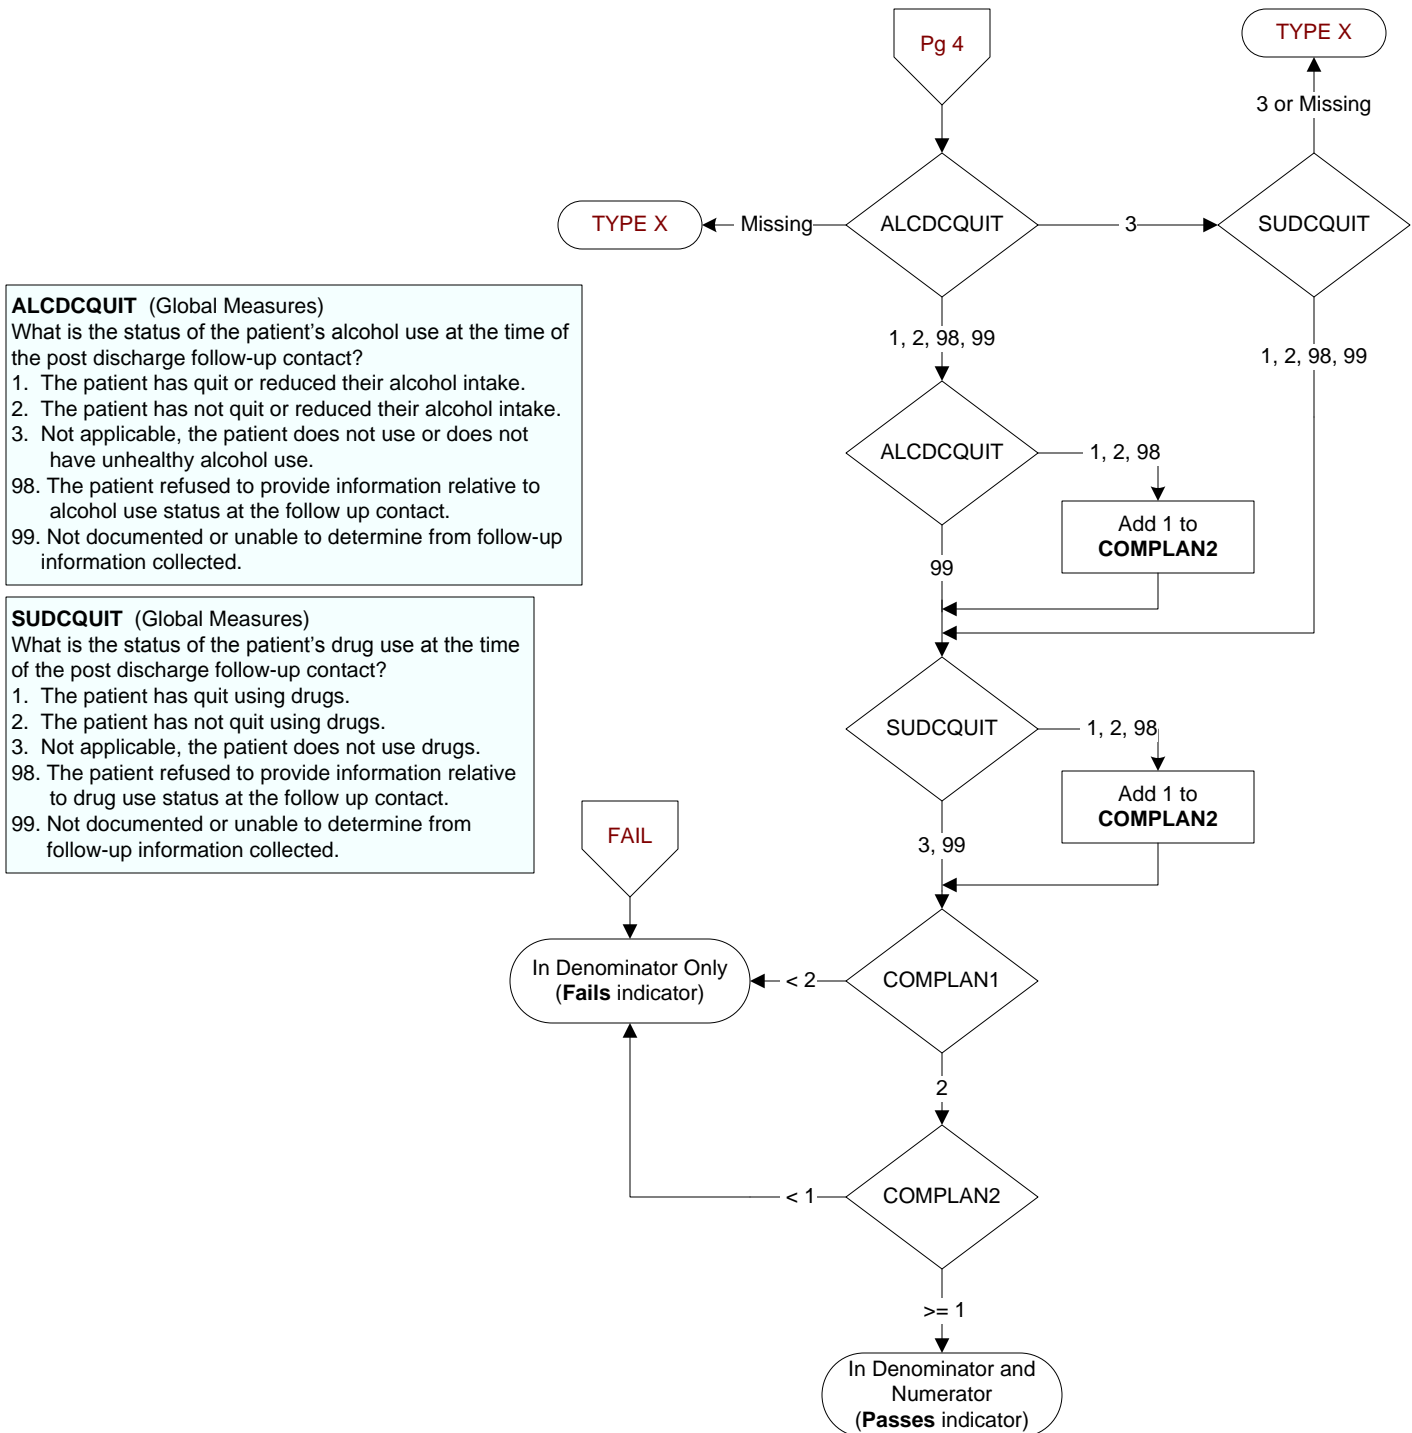 Pg 4
TYPE X
3 or Missing
TYPE X
Missing
ALCDCQUIT
3
SUDCQUIT
ALCDCQUIT (Global Measures)
What is the status of the patient's alcohol use at the time of
the post discharge follow-up contact?
1. The patient has quit or reduced their alcohol intake.
2. The patient has not quit or reduced their alcohol intake.
3. Not applicable, the patient does not use or does not
have unhealthy alcohol use.
98. The patient refused to provide information relative to
alcohol use status at the follow up contact.
99. Not documented or unable to determine from follow-up
information collected.
1, 2, 98, 99
1, 2, 98, 99
ALCDCQUIT
1, 2, 98
Add 1 to
COMPLAN2
99
SUDCQUIT (Global Measures)
What is the status of the patient's drug use at the time
of the post discharge follow-up contact?
1. The patient has quit using drugs.
2. The patient has not quit using drugs.
3. Not applicable, the patient does not use drugs.
98. The patient refused to provide information relative
to drug use status at the follow up contact.
99. Not documented or unable to determine from
follow-up information collected.
SUDCQUIT
1, 2, 98
Add 1 to
COMPLAN2
3, 99
FAIL
In Denominator Only
(Fails indicator)
< 2
COMPLAN1
2
< 1
COMPLAN2
>= 1
In Denominator and
Numerator
(Passes indicator)